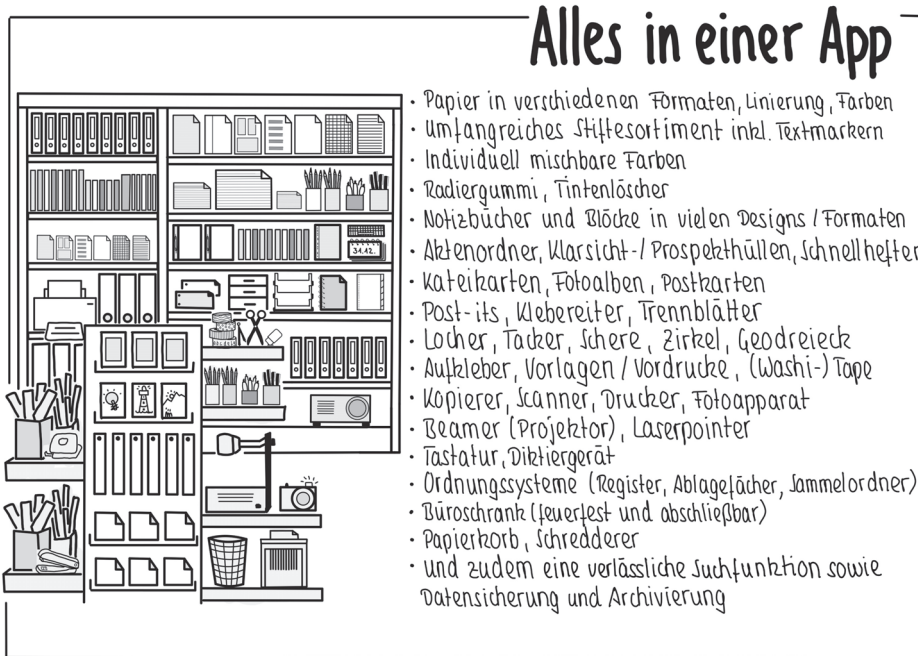 Alles in einer App
• Papier in verschiedenen Formaten, Linierung, Farben
• Umfangreiches Stiftesortiment inkl. Textmarkern
• Individuell mischbare Farben
• Radiergummi, Tintenlöscher
• Notizbücher und Blöcke in vielen Designs / Formaten
• Aktenordner, Klarsicht-/Prospekthüllen, Schnellhefter
• Kateikarten, Fotoalben, Postkarten
• Post-its, Klebereiter, Trennblätter
• Locher, Tacker, Schere, Zirkel, Geodreieck
• Aufkleber, Vorlagen / Vordrucke, (Washi-) Tape
• Kopierer, Scanner, Drucker, Fotoapparat
• Beamer (Projektor), Laserpointer
• Tastatur, Diktiergerät
• Ordnungssysteme (Register, Ablagefächer, Sammelordner)
• Büroschrank (feuerfest und abschließbar)
• Papierkorb, Schredderer
• und zudem eine verlässliche Suchfunktion sowie
Datensicherung und Archivierung
31.12.